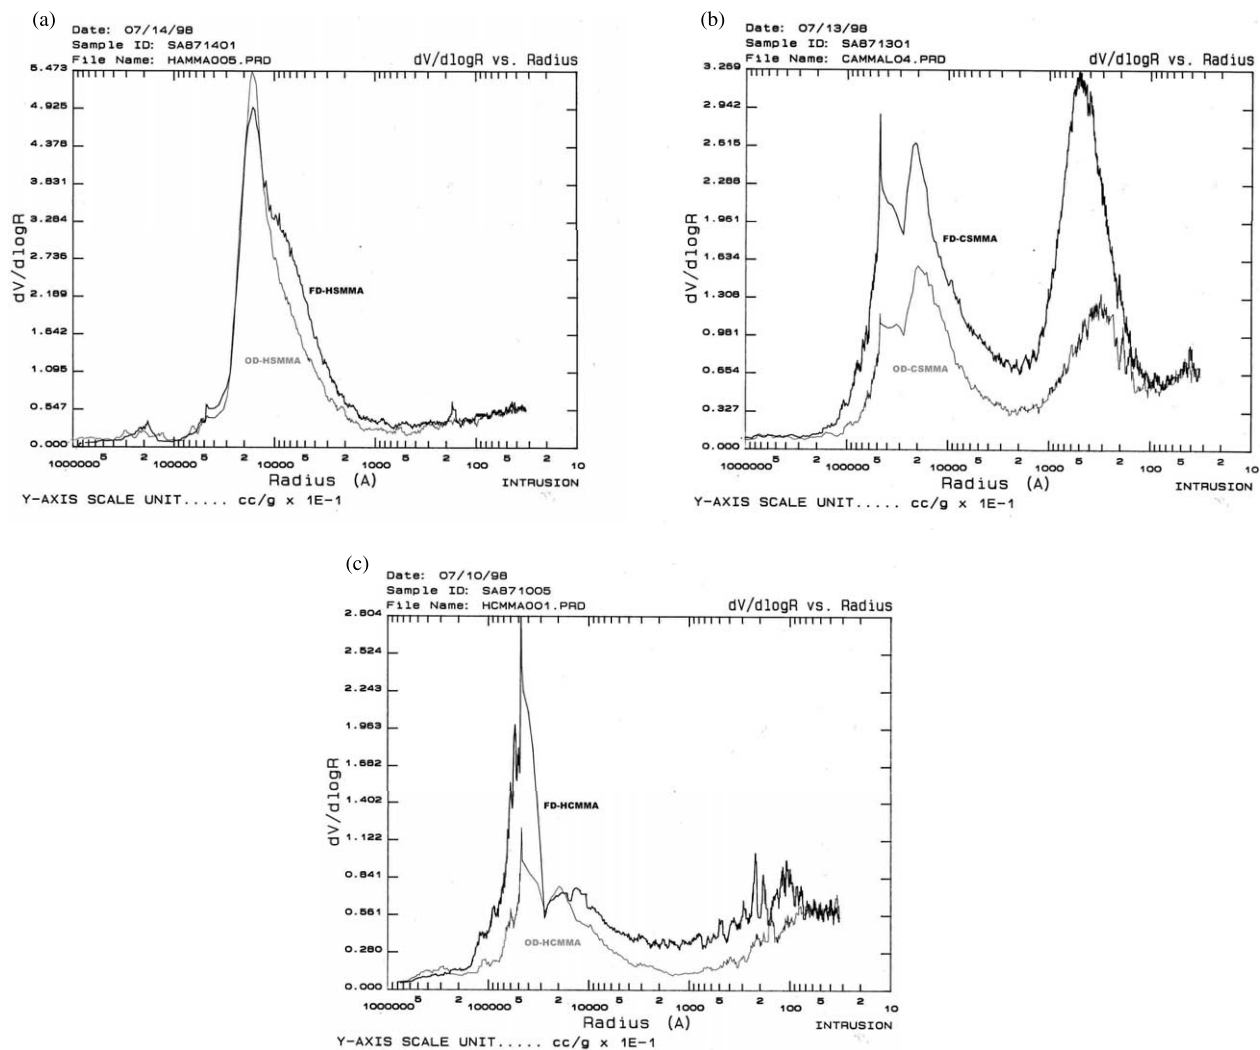 (a)
Date: 07/14/98
Sample ID: SA871401
File Name: HAMMA005.PRD dV/dlogR vs. Radius
5.473
4.925
4.378
3.831
3.284
2.736
2.189
1.642
1.095
0.547
0.000
dV/dlogR
FD-HSMMA
OD-HSMMA
1000000 5 2 100000 5 2 10000 5 2 1000 5 2 100 5 2 10
Radius (A) INTRUSION
Y-AXIS SCALE UNIT..... cc/g x 1E-1
(b)
Date: 07/13/98
Sample ID: SA871301
File Name: CAMMAL04.PRD dV/dlogR vs. Radius
3.269
2.942
2.615
2.288
1.961
1.634
1.308
0.981
0.654
0.327
0.000
dV/dlogR
FD-CSMMA
OD-CSMMA
1000000 5 2 100000 5 2 10000 5 2 1000 5 2 100 5 2 10
Radius (A) INTRUSION
Y-AXIS SCALE UNIT..... cc/g x 1E-1
(c)
Date: 07/10/98
Sample ID: SA871005
File Name: HCMMA001.PRD dV/dlogR vs. Radius
2.804
2.524
2.243
1.963
1.682
1.402
1.122
0.841
0.561
0.280
0.000
dV/dlogR
FD-HCMMA
OD-HCMMA
1000000 5 2 100000 5 2 10000 5 2 1000 5 2 100 5 2 10
Radius (A) INTRUSION
Y-AXIS SCALE UNIT..... cc/g x 1E-1